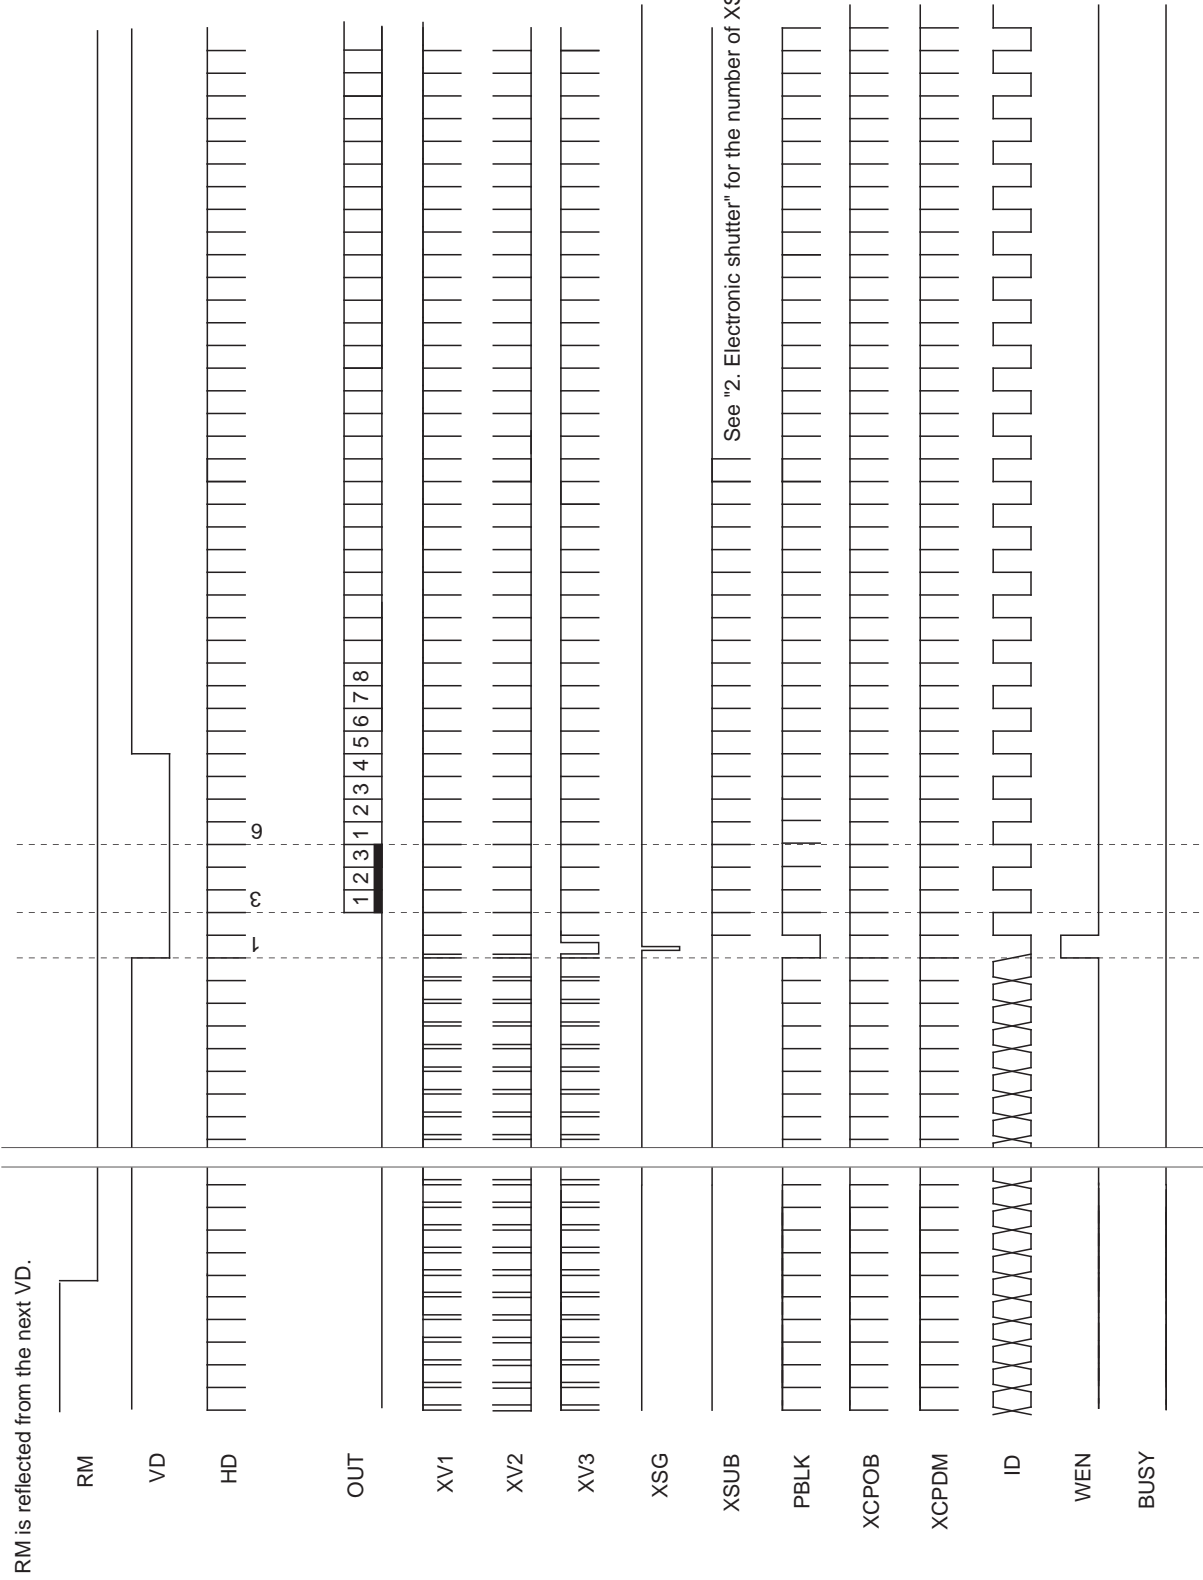 RM is reflected from the next VD.
RM
VD
HD
1 3 6
OUT 1 2 3 1 2 3 4 5 6 7 8
XV1
XV2
XV3
XSG
XSUB See "2. Electronic shutter" for the number of XS
PBLK
XCPOB
XCPDM
ID
WEN
BUSY